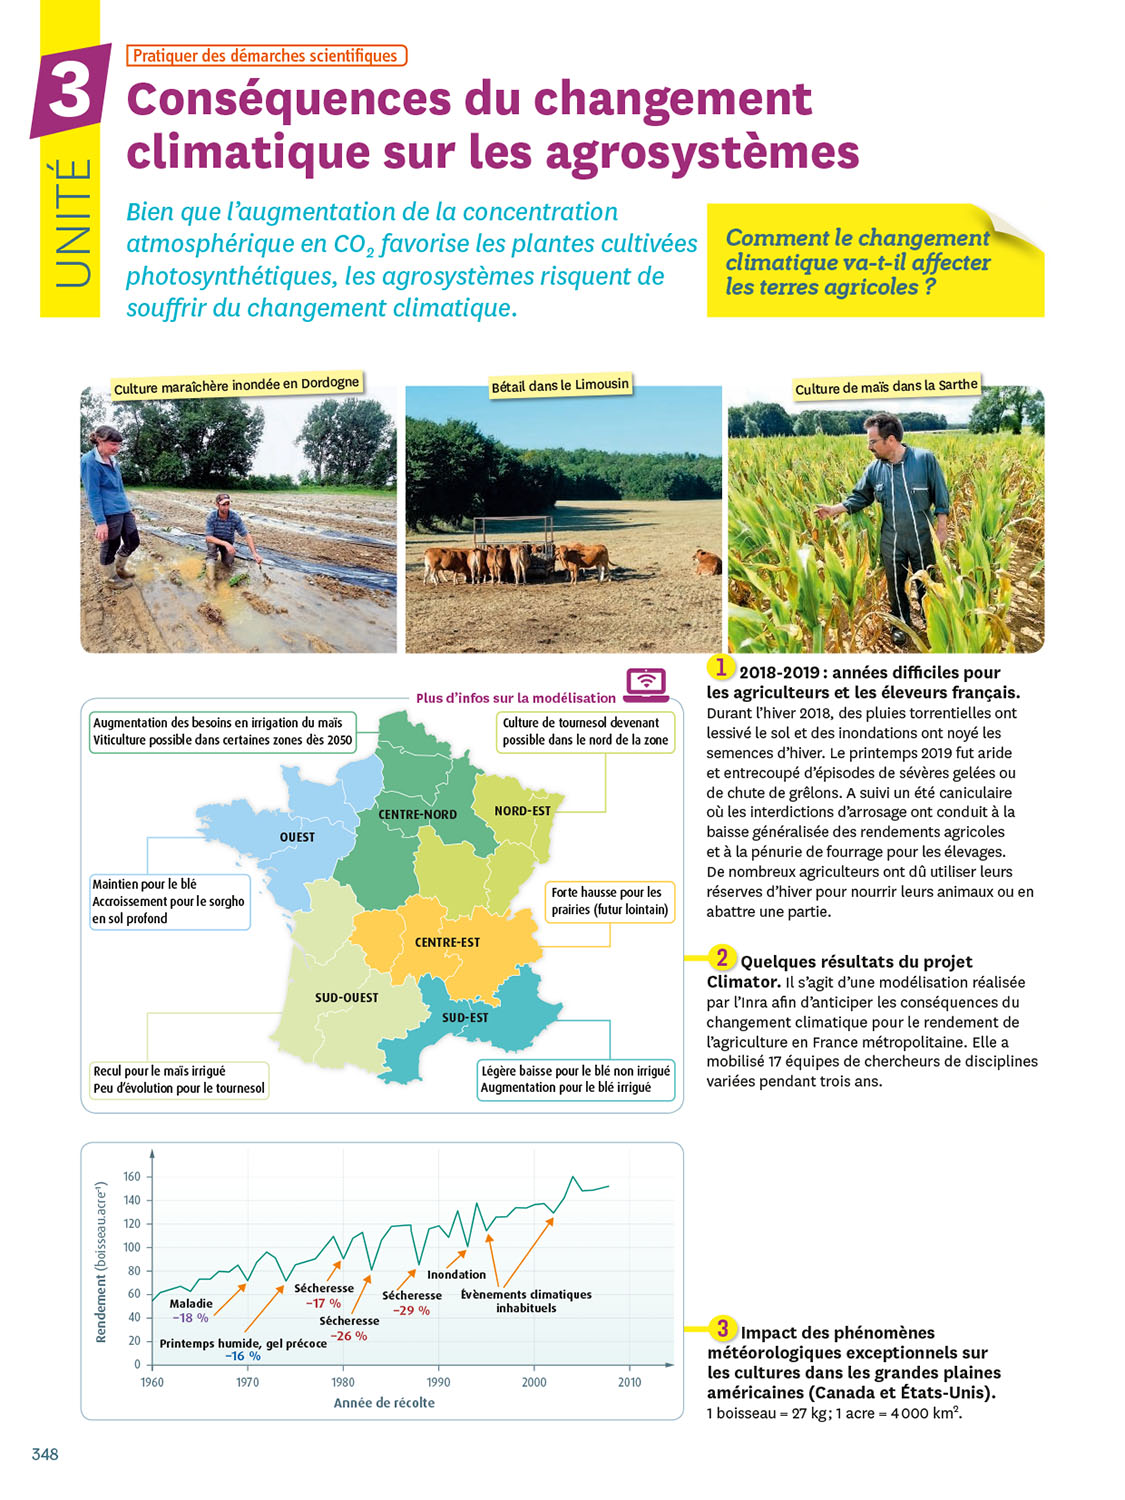 3
UNITÉ
Pratiquer des démarches scientifiques
Conséquences du changement
climatique sur les agrosystèmes
Bien que l'augmentation de la concentration
atmosphérique en CO₂ favorise les plantes cultivées
photosynthétiques, les agrosystèmes risquent de
souffrir du changement climatique.
Comment le changement
climatique va-t-il affecter
les terres agricoles ?
Culture maraîchère inondée en Dordogne
Bétail dans le Limousin
Culture de maïs dans la Sarthe
1 2018-2019 : années difficiles pour
les agriculteurs et les éleveurs français.
Durant l'hiver 2018, des pluies torrentielles ont
lessivé le sol et des inondations ont noyé les
semences d'hiver. Le printemps 2019 fut aride
et entrecoupé d'épisodes de sévères gelées ou
de chute de grêlons. A suivi un été caniculaire
où les interdictions d'arrosage ont conduit à la
baisse généralisée des rendements agricoles
et à la pénurie de fourrage pour les élevages.
De nombreux agriculteurs ont dû utiliser leurs
réserves d'hiver pour nourrir leurs animaux ou en
abattre une partie.
Plus d'infos sur la modélisation
Augmentation des besoins en irrigation du maïs
Viticulture possible dans certaines zones dès 2050
Culture de tournesol devenant
possible dans le nord de la zone
CENTRE-NORD
NORD-EST
OUEST
Maintien pour le blé
Accroissement pour le sorgho
en sol profond
Forte hausse pour les
prairies (futur lointain)
CENTRE-EST
SUD-OUEST
SUD-EST
Recul pour le maïs irrigué
Peu d'évolution pour le tournesol
Légère baisse pour le blé non irrigué
Augmentation pour le blé irrigué
2 Quelques résultats du projet
Climator. Il s'agit d'une modélisation réalisée
par l'Inra afin d'anticiper les conséquences du
changement climatique pour le rendement de
l'agriculture en France métropolitaine. Elle a
mobilisé 17 équipes de chercheurs de disciplines
variées pendant trois ans.
Rendement (boisseau.acre⁻¹)
160
140
120
100
80
60
40
20
0
1960
1970
1980
1990
2000
2010
Année de récolte
Maladie
–18 %
Printemps humide, gel précoce
–16 %
Sécheresse
–17 %
Sécheresse
–26 %
Sécheresse
–29 %
Inondation
Évènements climatiques
inhabituels
3 Impact des phénomènes
météorologiques exceptionnels sur
les cultures dans les grandes plaines
américaines (Canada et États-Unis).
1 boisseau = 27 kg ; 1 acre = 4 000 km².
348